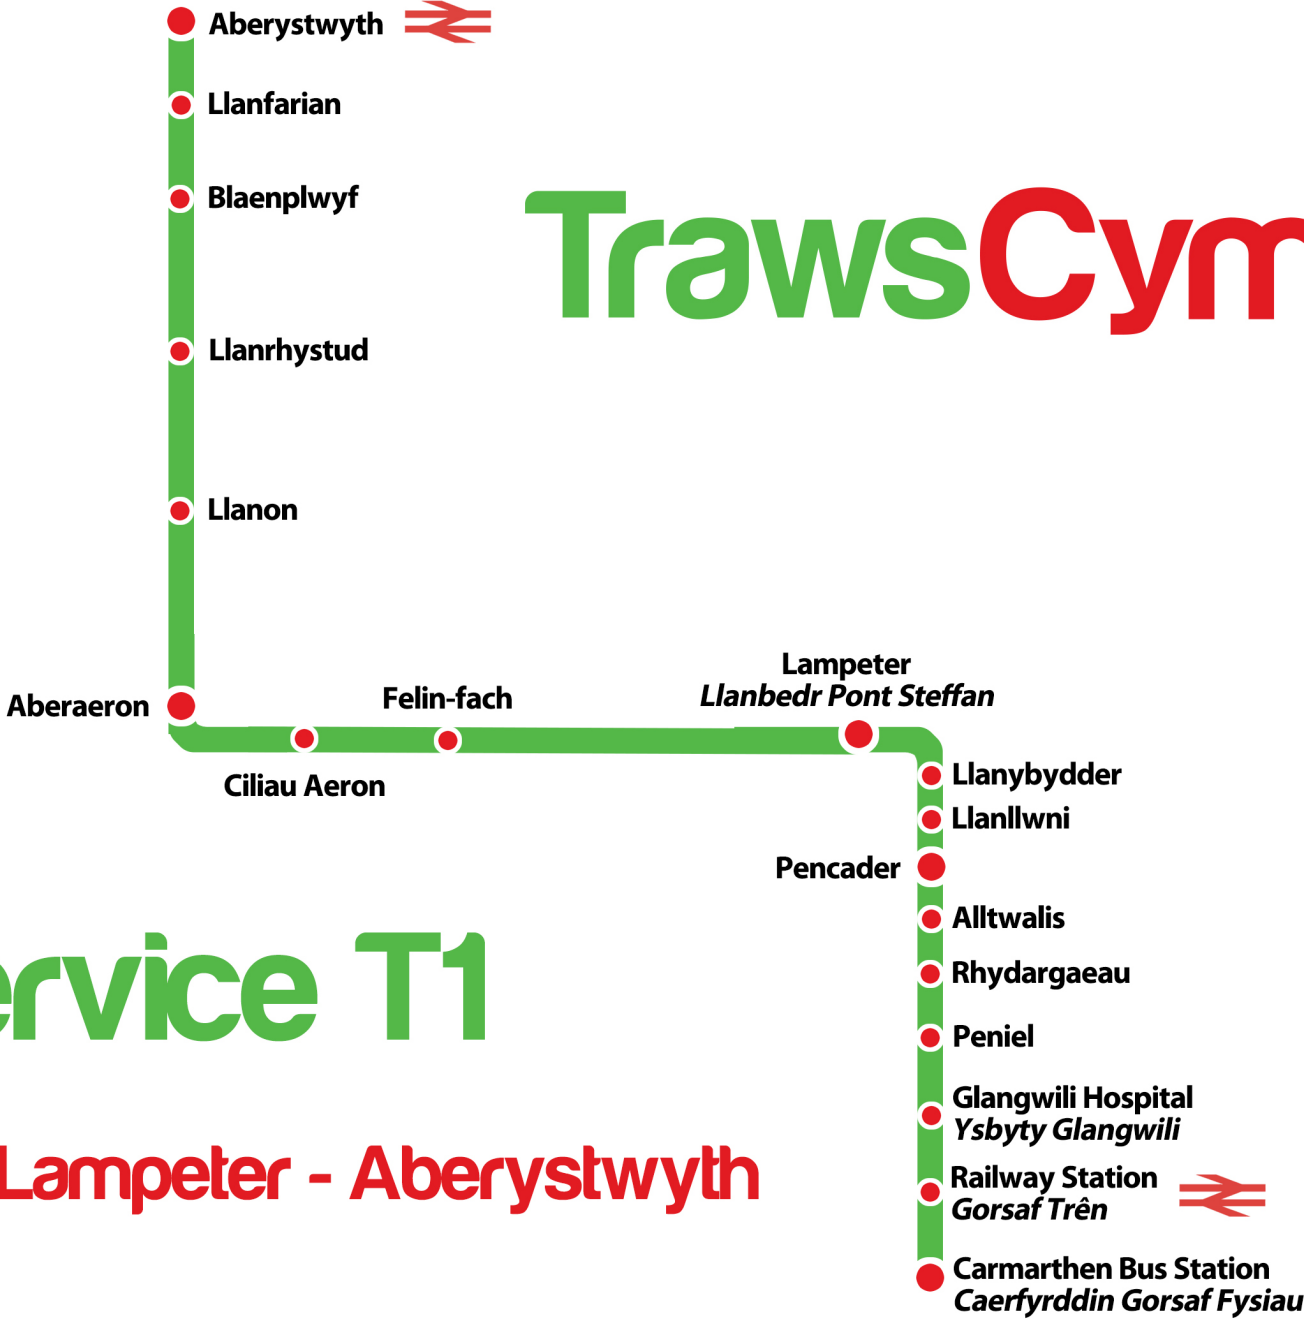 Aberystwyth
Llanfarian
Blaenplwyf
TrawsCym
Llanrhystud
Llanon
Lampeter
Llanbedr Pont Steffan
Aberaeron
Felin-fach
Ciliau Aeron
Llanybydder
Llanllwni
Pencader
Alltwalis
Rhydargaeau
Peniel
ervice T1
Glangwili Hospital
Ysbyty Glangwili
Lampeter - Aberystwyth
Railway Station
Gorsaf Trên
Carmarthen Bus Station
Caerfyrddin Gorsaf Fysiau